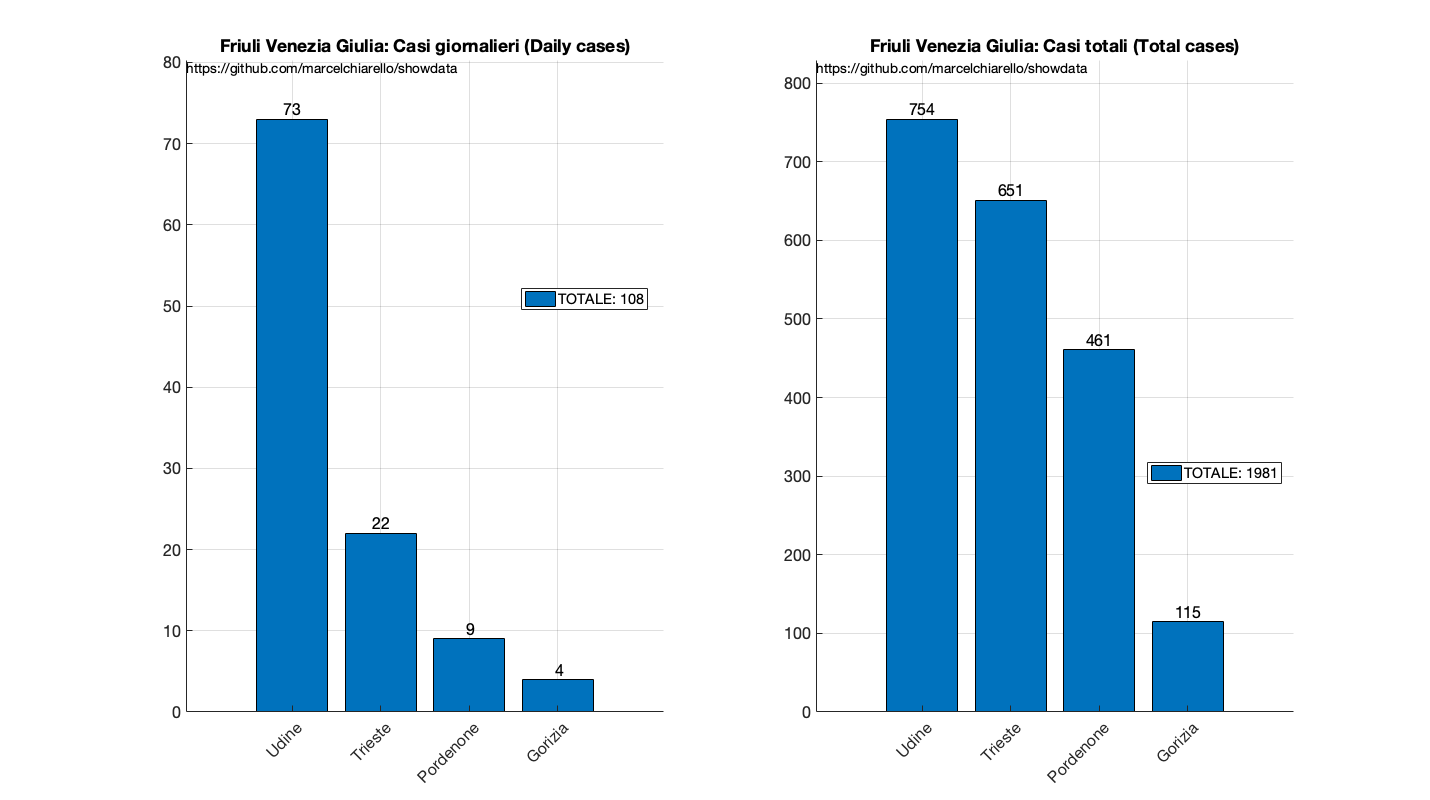 Friuli Venezia Giulia: Casi giornalieri (Daily cases)
https://github.com/marcelchiarello/showdata
80
70
60
50
40
30
20
10
0
73
22
9
4
TOTALE: 108
Udine
Trieste
Pordenone
Gorizia
Friuli Venezia Giulia: Casi totali (Total cases)
https://github.com/marcelchiarello/showdata
800
700
600
500
400
300
200
100
0
754
651
461
115
TOTALE: 1981
Udine
Trieste
Pordenone
Gorizia